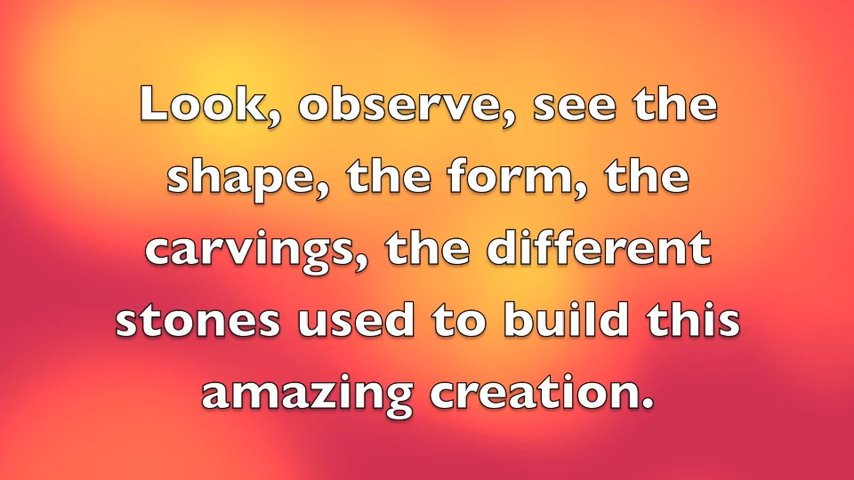 Look, observe, see the
shape, the form, the
carvings, the different
stones used to build this
amazing creation.